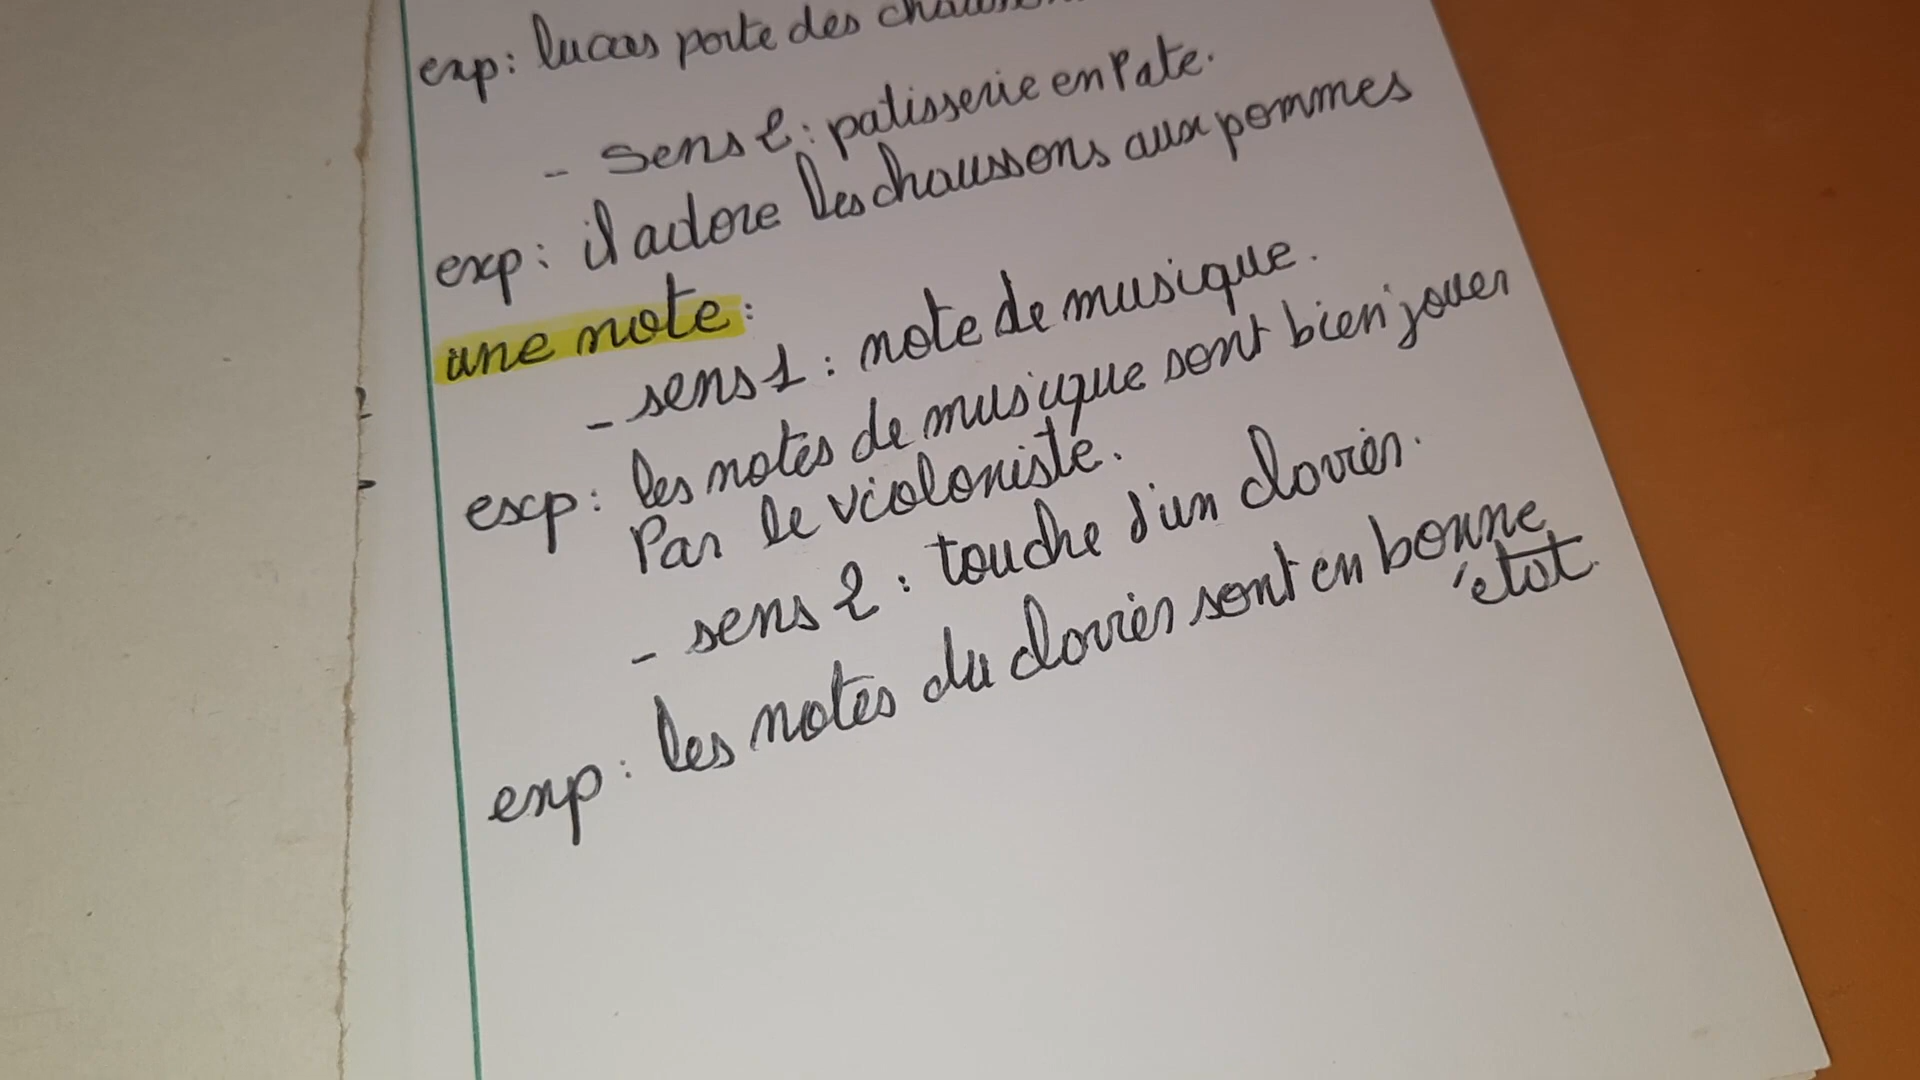 exp: lucas porte des
- sens 2: patisserie en Pate.
exp: il adore les chaussons aux pommes
une note:
- sens 1: note de musique.
exp: les notes de musique sont bien jouer
Par le violoniste.
- sens 2: touche d'un clavier.
exp: les notes du clavier sont en bonne
état.